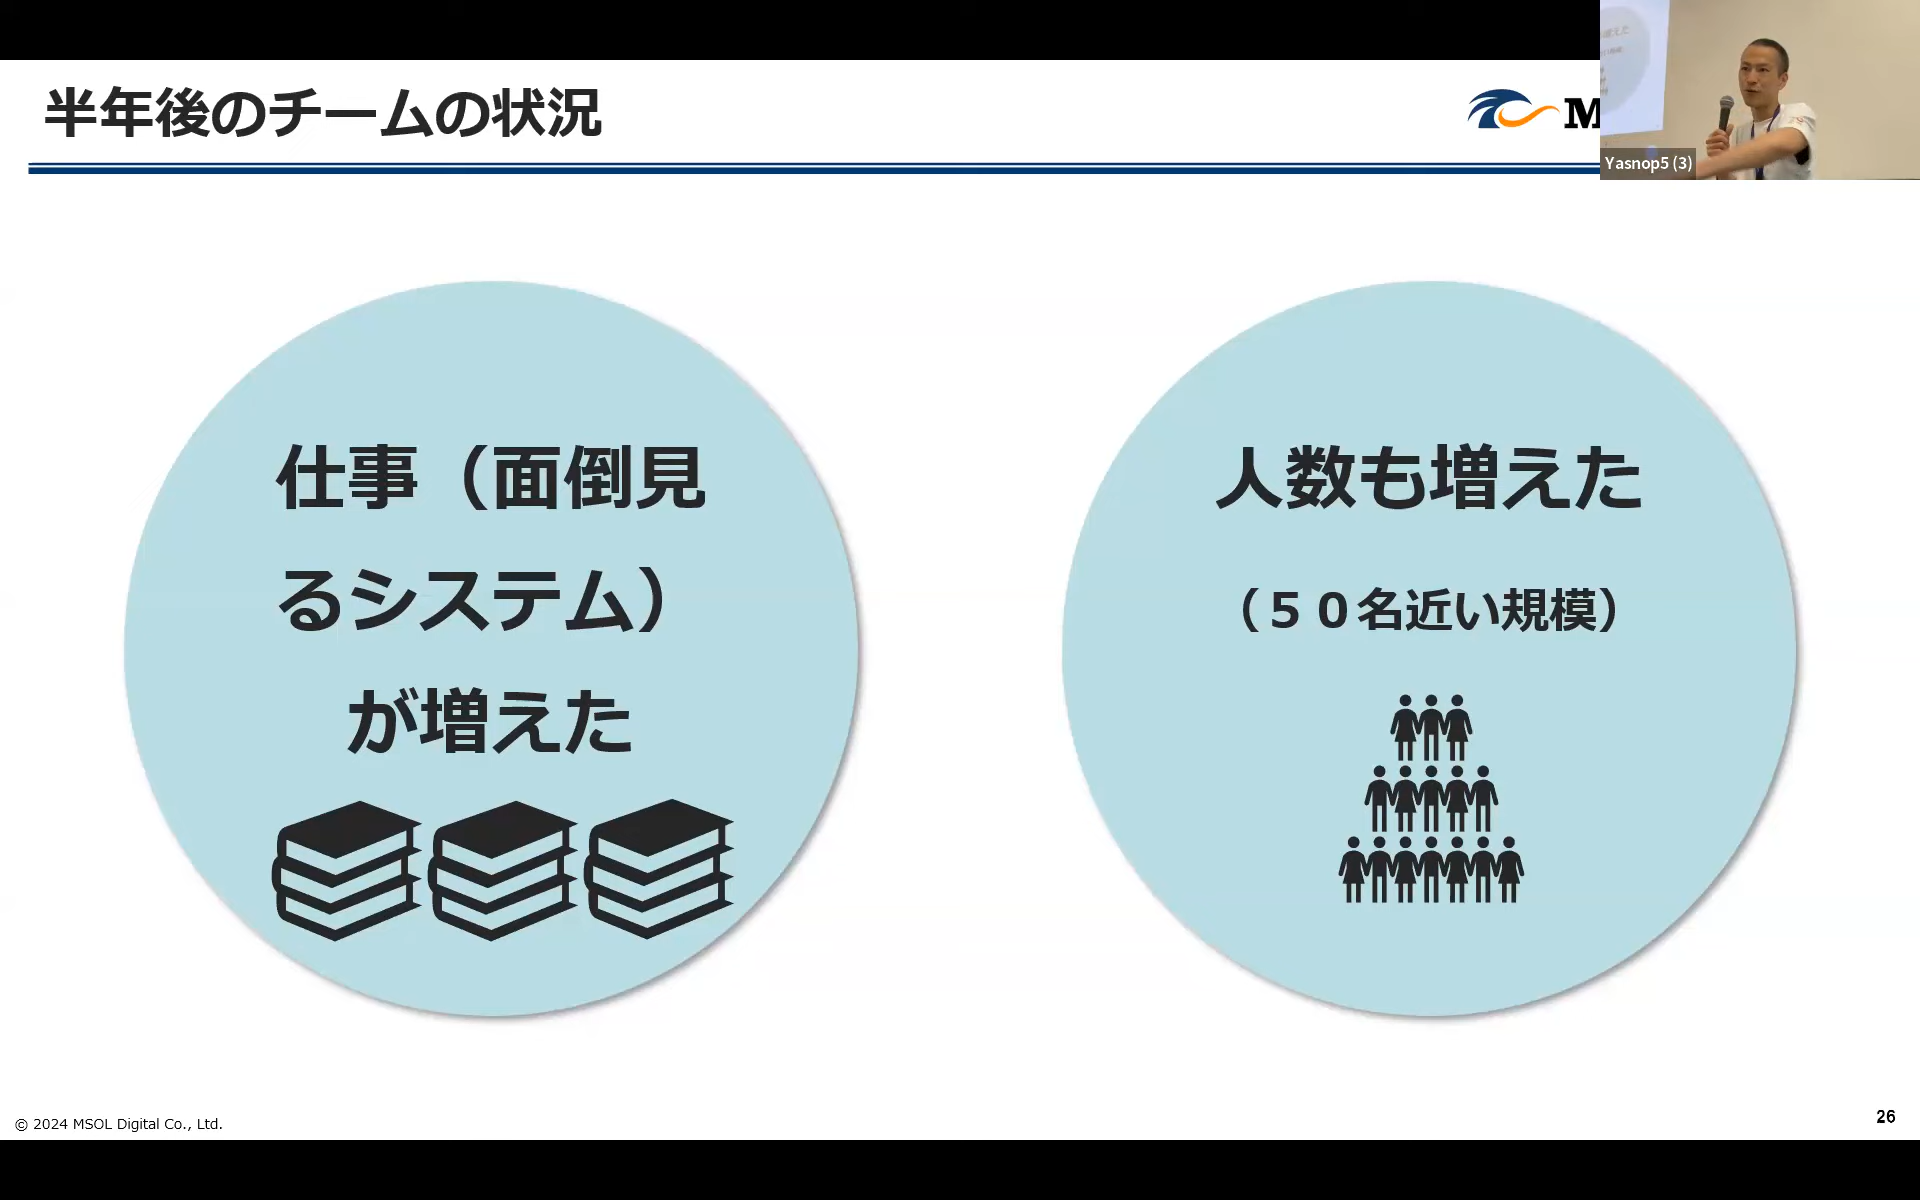 半年後のチームの状況
M
Yasnop5 (3)
仕事（面倒見
るシステム）
が増えた
人数も増えた
（５０名近い規模）
© 2024 MSOL Digital Co., Ltd.
26